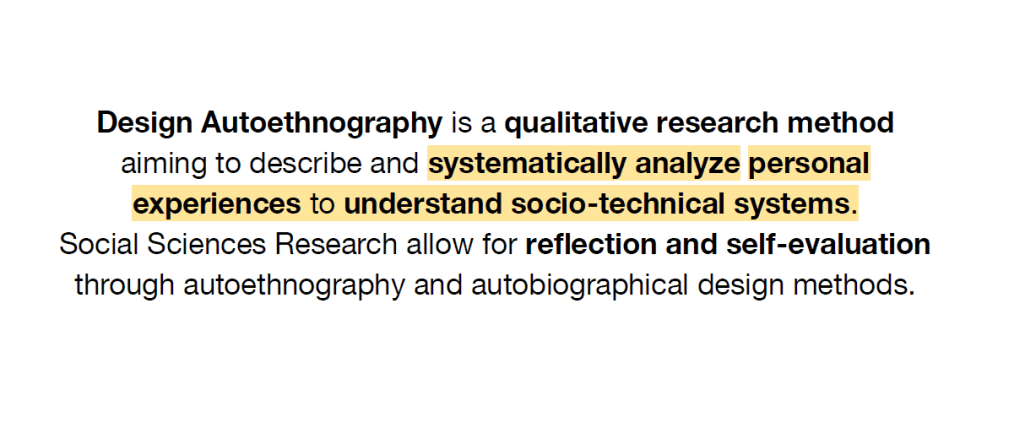 Design Autoethnography is a qualitative research method
aiming to describe and systematically analyze personal
experiences to understand socio-technical systems.
Social Sciences Research allow for reflection and self-evaluation
through autoethnography and autobiographical design methods.